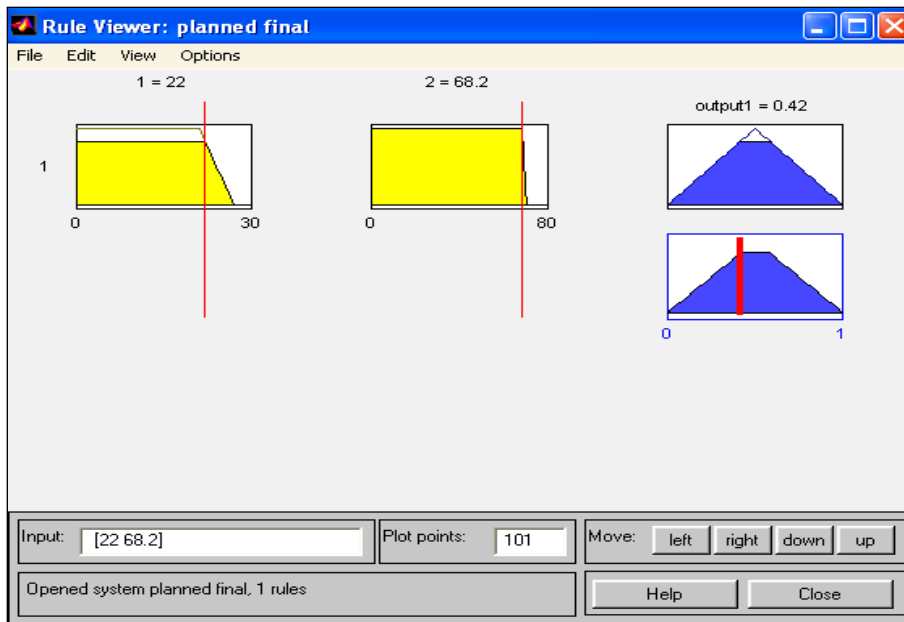 Rule Viewer: planned final
File Edit View Options
1 = 22
2 = 68.2
output1 = 0.42
1
0 30
0 80
0 1
Input: [22 68.2]
Plot points: 101
Move: left right down up
Opened system planned final, 1 rules
Help Close